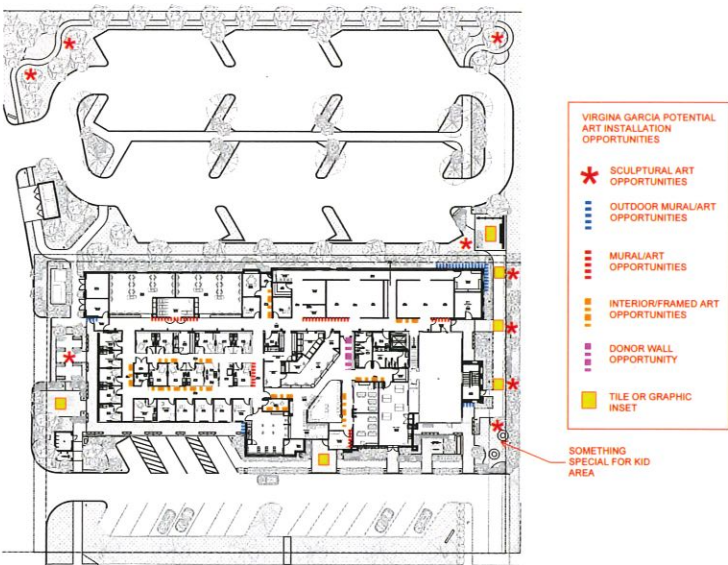 VIRGINA GARCIA POTENTIAL
ART INSTALLATION
OPPORTUNITIES
SCULPTURAL ART
OPPORTUNITIES
OUTDOOR MURAL/ART
OPPORTUNITIES
MURAL/ART
OPPORTUNITIES
INTERIOR/FRAMED ART
OPPORTUNITIES
DONOR WALL
OPPORTUNITY
TILE OR GRAPHIC
INSET
SOMETHING
SPECIAL FOR KID
AREA